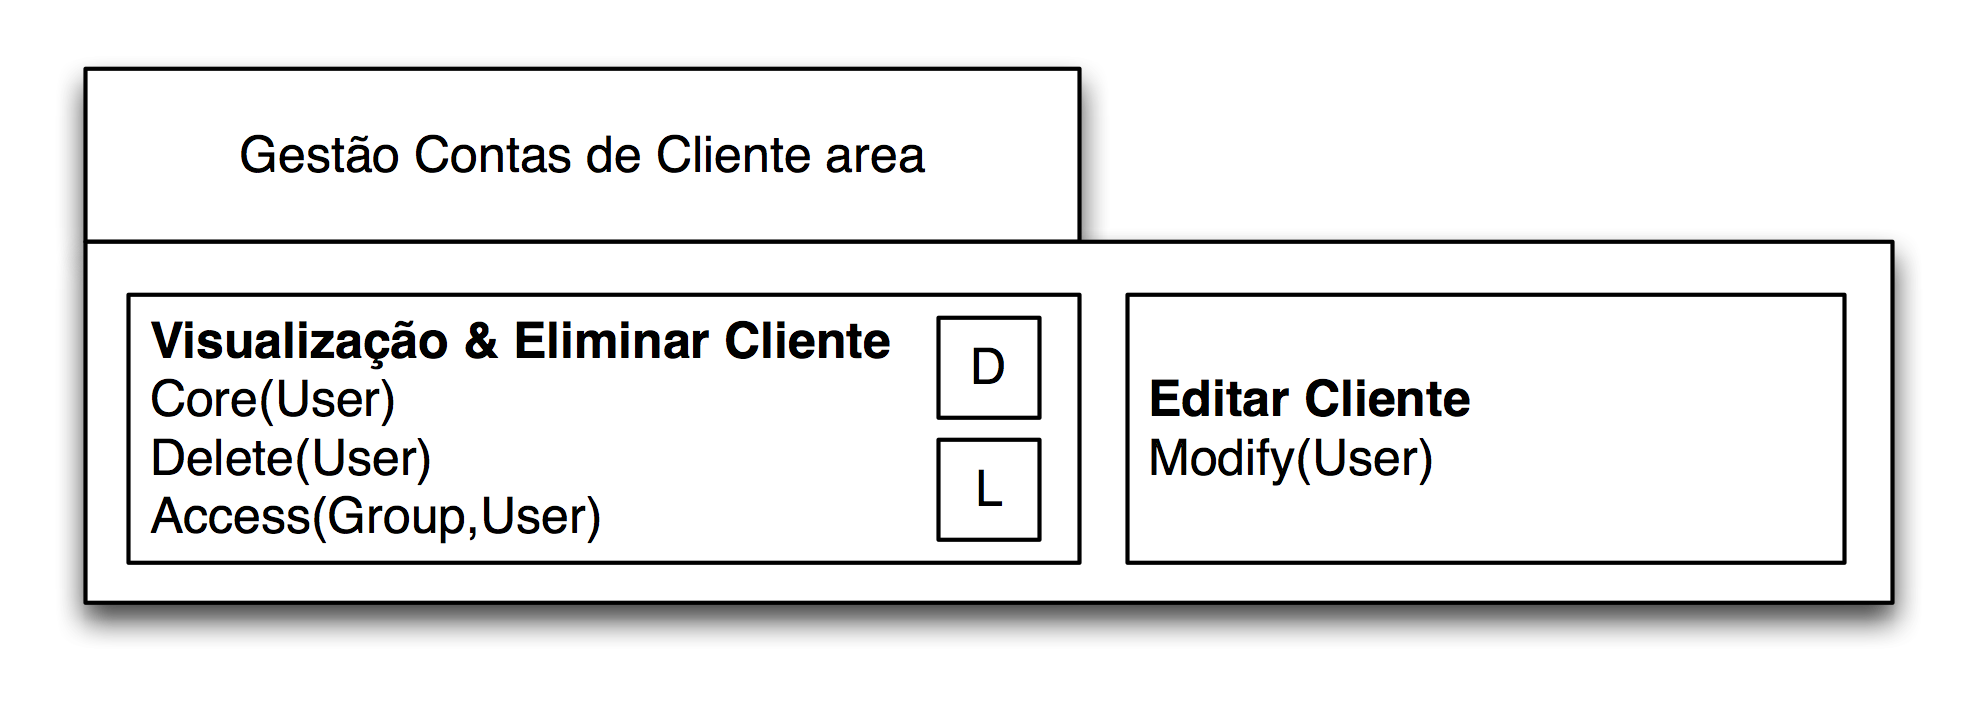 Gestão Contas de Cliente area
Visualização & Eliminar Cliente
Core(User)
Delete(User)
Access(Group,User)
D
L
Editar Cliente
Modify(User)